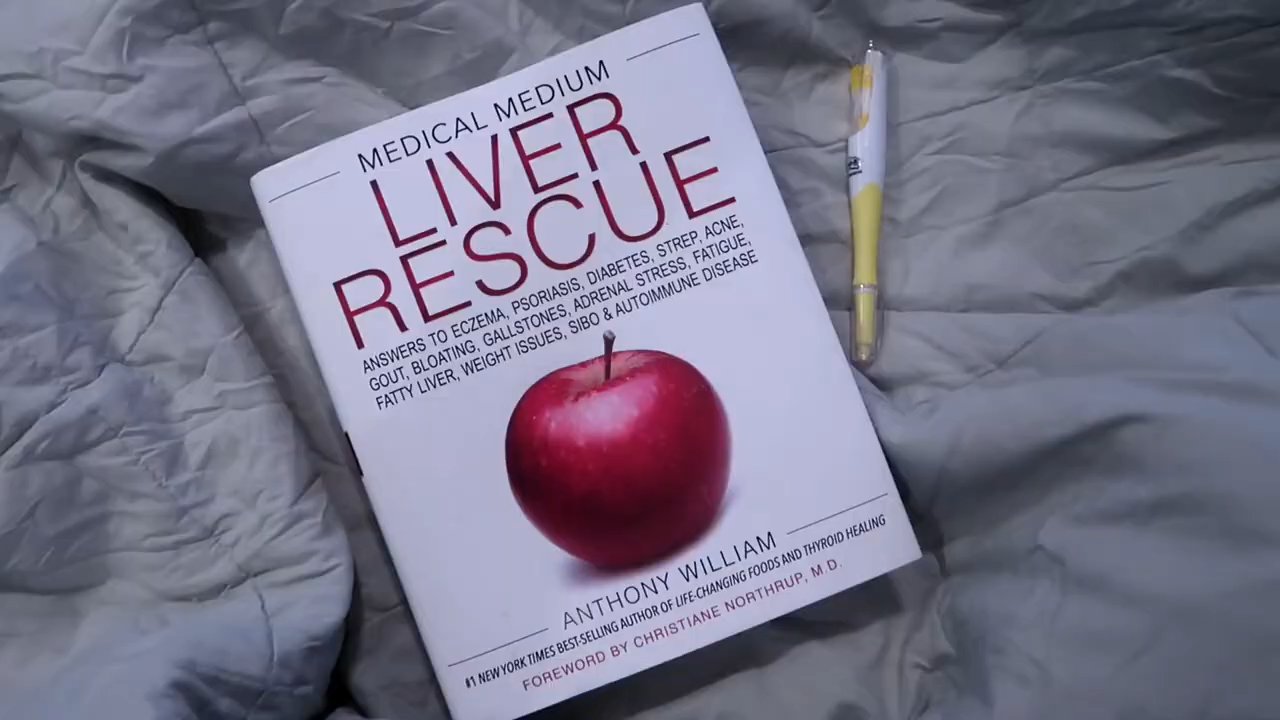 MEDICAL MEDIUM
LIVER
RESCUE
ANSWERS TO ECZEMA, PSORIASIS, DIABETES, STREP, ACNE,
GOUT, BLOATING, GALLSTONES, ADRENAL STRESS, FATIGUE,
FATTY LIVER, WEIGHT ISSUES, SIBO & AUTOIMMUNE DISEASE
ANTHONY WILLIAM
#1 NEW YORK TIMES BEST-SELLING AUTHOR OF LIFE-CHANGING FOODS AND THYROID HEALING
FOREWORD BY CHRISTIANE NORTHRUP, M.D.